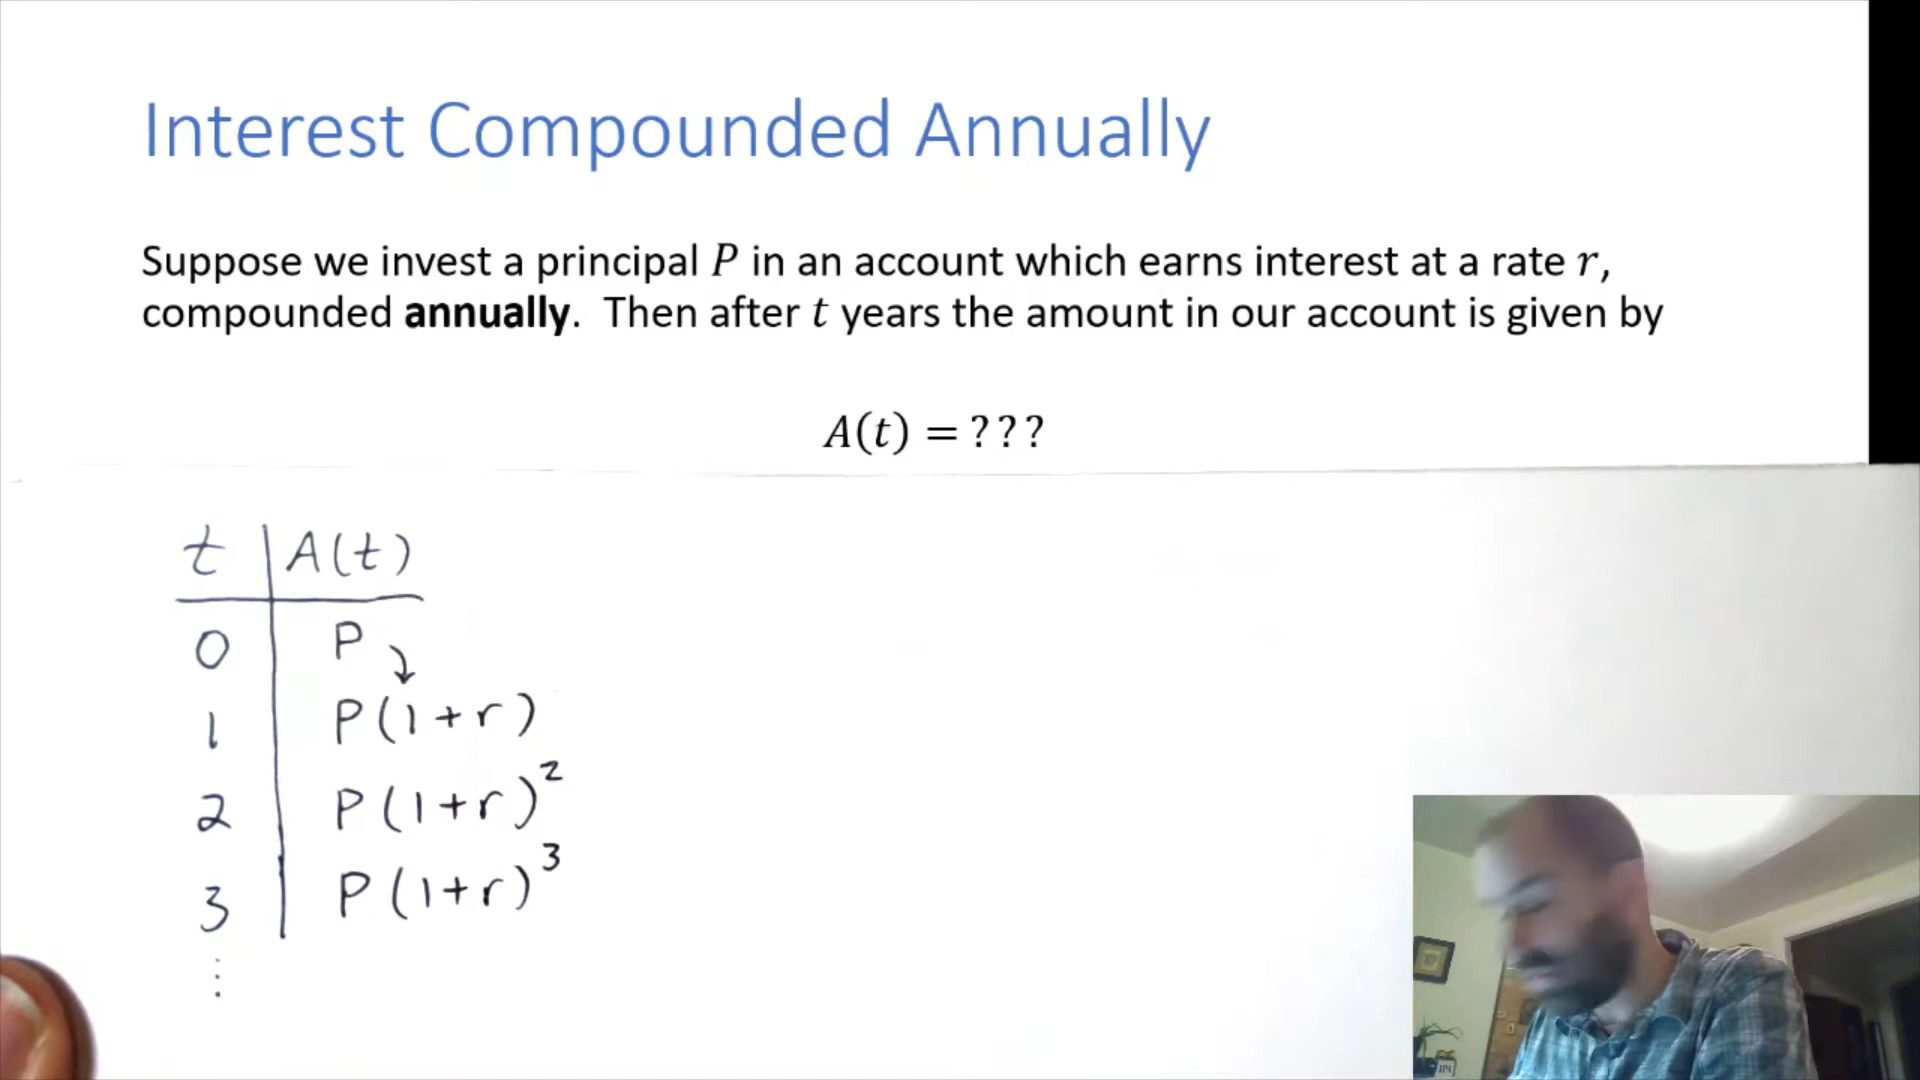 Interest Compounded Annually
Suppose we invest a principal P in an account which earns interest at a rate r,
compounded annually. Then after t years the amount in our account is given by
A(t) = ???
t | A(t)
0 | P
1 | P(1+r)
2 | P(1+r)²
3 | P(1+r)³
⋮